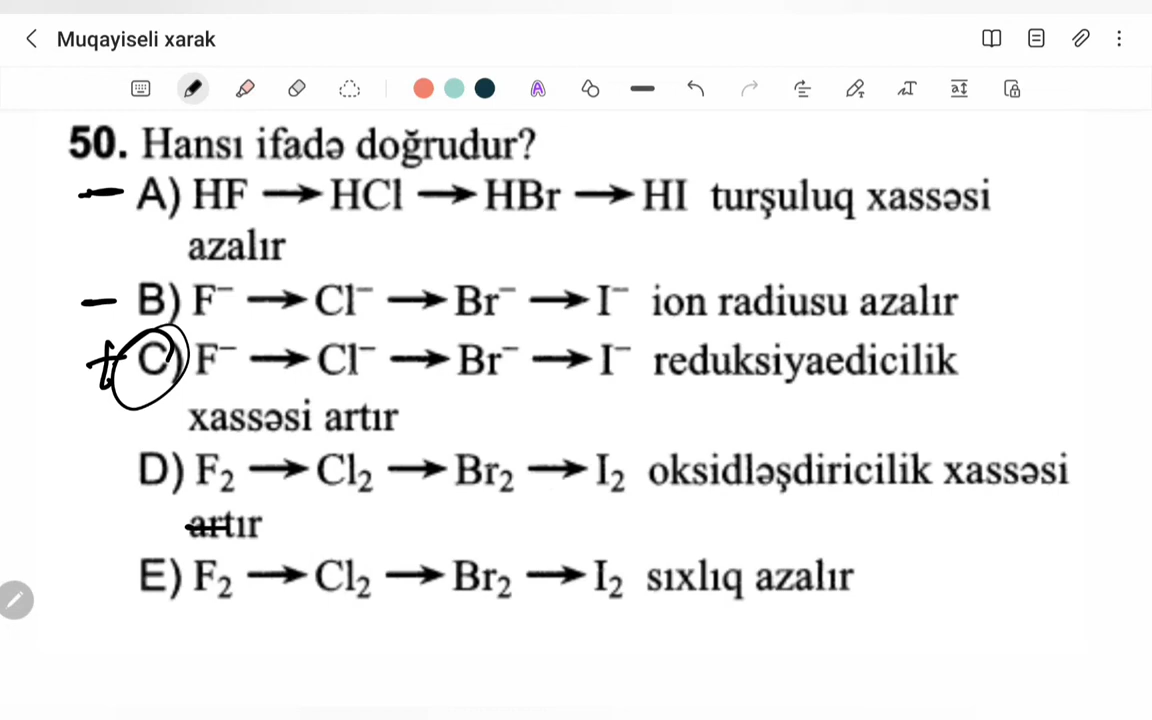 Muqayiseli xarak
50. Hansı ifadə doğrudur?
A) HF → HCl → HBr → HI turşuluq xassəsi
azalır
B) F⁻ → Cl⁻ → Br⁻ → I⁻ ion radiusu azalır
C) F⁻ → Cl⁻ → Br⁻ → I⁻ reduksiyaedicilik
xassəsi artır
D) F₂ → Cl₂ → Br₂ → I₂ oksidləşdiricilik xassəsi
artır
E) F₂ → Cl₂ → Br₂ → I₂ sıxlıq azalır